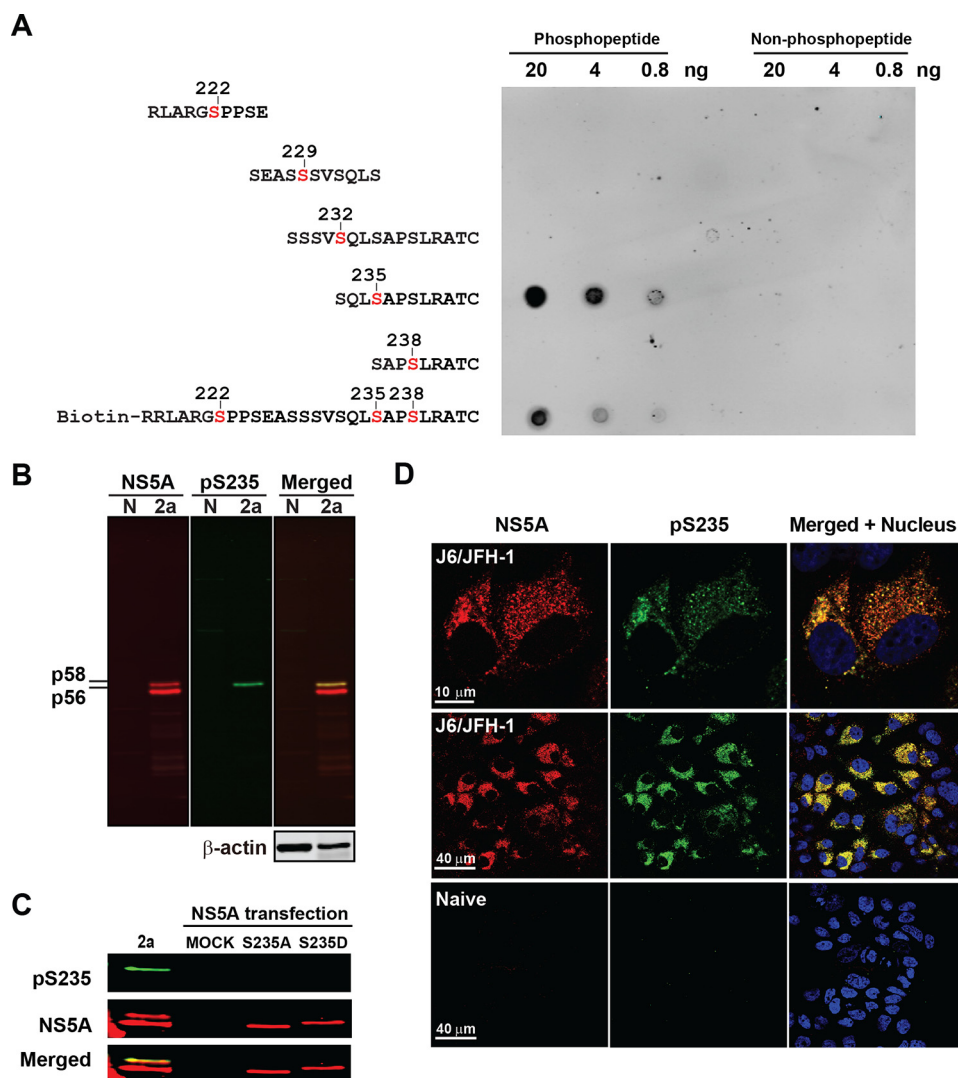 A
Phosphopeptide Non-phosphopeptide
20 4 0.8 ng 20 4 0.8 ng
222
RLARGSPPSE
229
SEASSSVSQLS
232
SSSVSQLSAPSLRATC
235
SQLSAPSLRATC
238
SAPSLRATC
222 235 238
Biotin-RRLARGSPPSEASSSVSQLSAPSLRATC
B
NS5A pS235 Merged
N 2a N 2a N 2a
p58
p56
β-actin
C
NS5A transfection
2a MOCK S235A S235D
pS235
NS5A
Merged
D
NS5A pS235 Merged + Nucleus
J6/JFH-1
10 μm
J6/JFH-1
40 μm
Naive
40 μm